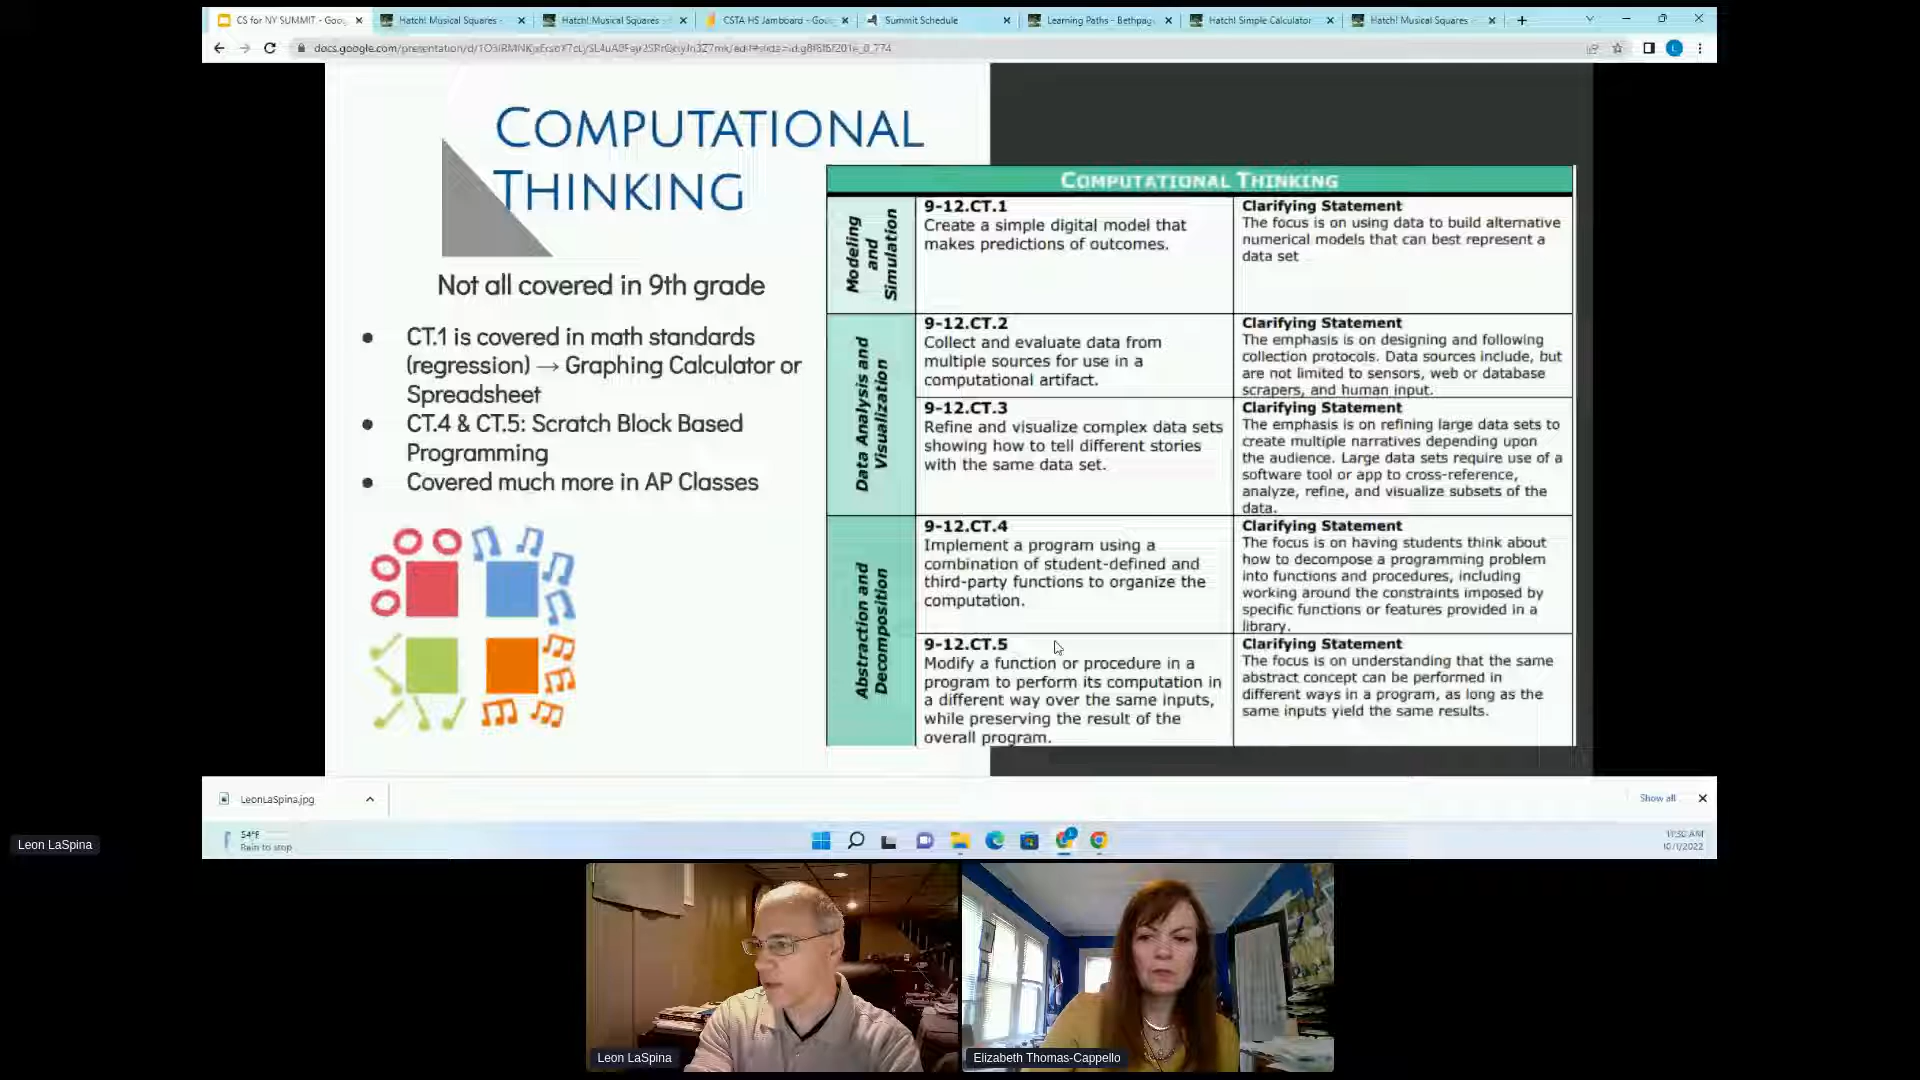 CS for NY SUMMIT - Goog
Hatch! Musical Squares -
Hatch! Musical Squares -
CSTA HS Jamboard - Goo
Summit Schedule
Learning Paths - Bethpag
Hatch! Simple Calculator
Hatch! Musical Squares -
COMPUTATIONAL
THINKING
Not all covered in 9th grade
● CT.1 is covered in math standards
(regression) → Graphing Calculator or
Spreadsheet
● CT.4 & CT.5: Scratch Block Based
Programming
● Covered much more in AP Classes
COMPUTATIONAL THINKING
Modeling
and
Simulation
9-12.CT.1
Create a simple digital model that
makes predictions of outcomes.
Clarifying Statement
The focus is on using data to build alternative
numerical models that can best represent a
data set
Data Analysis and
Visualization
9-12.CT.2
Collect and evaluate data from
multiple sources for use in a
computational artifact.
Clarifying Statement
The emphasis is on designing and following
collection protocols. Data sources include, but
are not limited to sensors, web or database
scrapers, and human input.
9-12.CT.3
Refine and visualize complex data sets
showing how to tell different stories
with the same data set.
Clarifying Statement
The emphasis is on refining large data sets to
create multiple narratives depending upon
the audience. Large data sets require use of a
software tool or app to cross-reference,
analyze, refine, and visualize subsets of the
data.
Abstraction and
Decomposition
9-12.CT.4
Implement a program using a
combination of student-defined and
third-party functions to organize the
computation.
Clarifying Statement
The focus is on having students think about
how to decompose a programming problem
into functions and procedures, including
working around the constraints imposed by
specific functions or features provided in a
library.
9-12.CT.5
Modify a function or procedure in a
program to perform its computation in
a different way over the same inputs,
while preserving the result of the
overall program.
Clarifying Statement
The focus is on understanding that the same
abstract concept can be performed in
different ways in a program, as long as the
same inputs yield the same results.
LeonLaSpina.jpg
Show all
54°F
Rain to stop
11:30 AM
10/1/2022
Leon LaSpina
Leon LaSpina
Elizabeth Thomas-Cappello